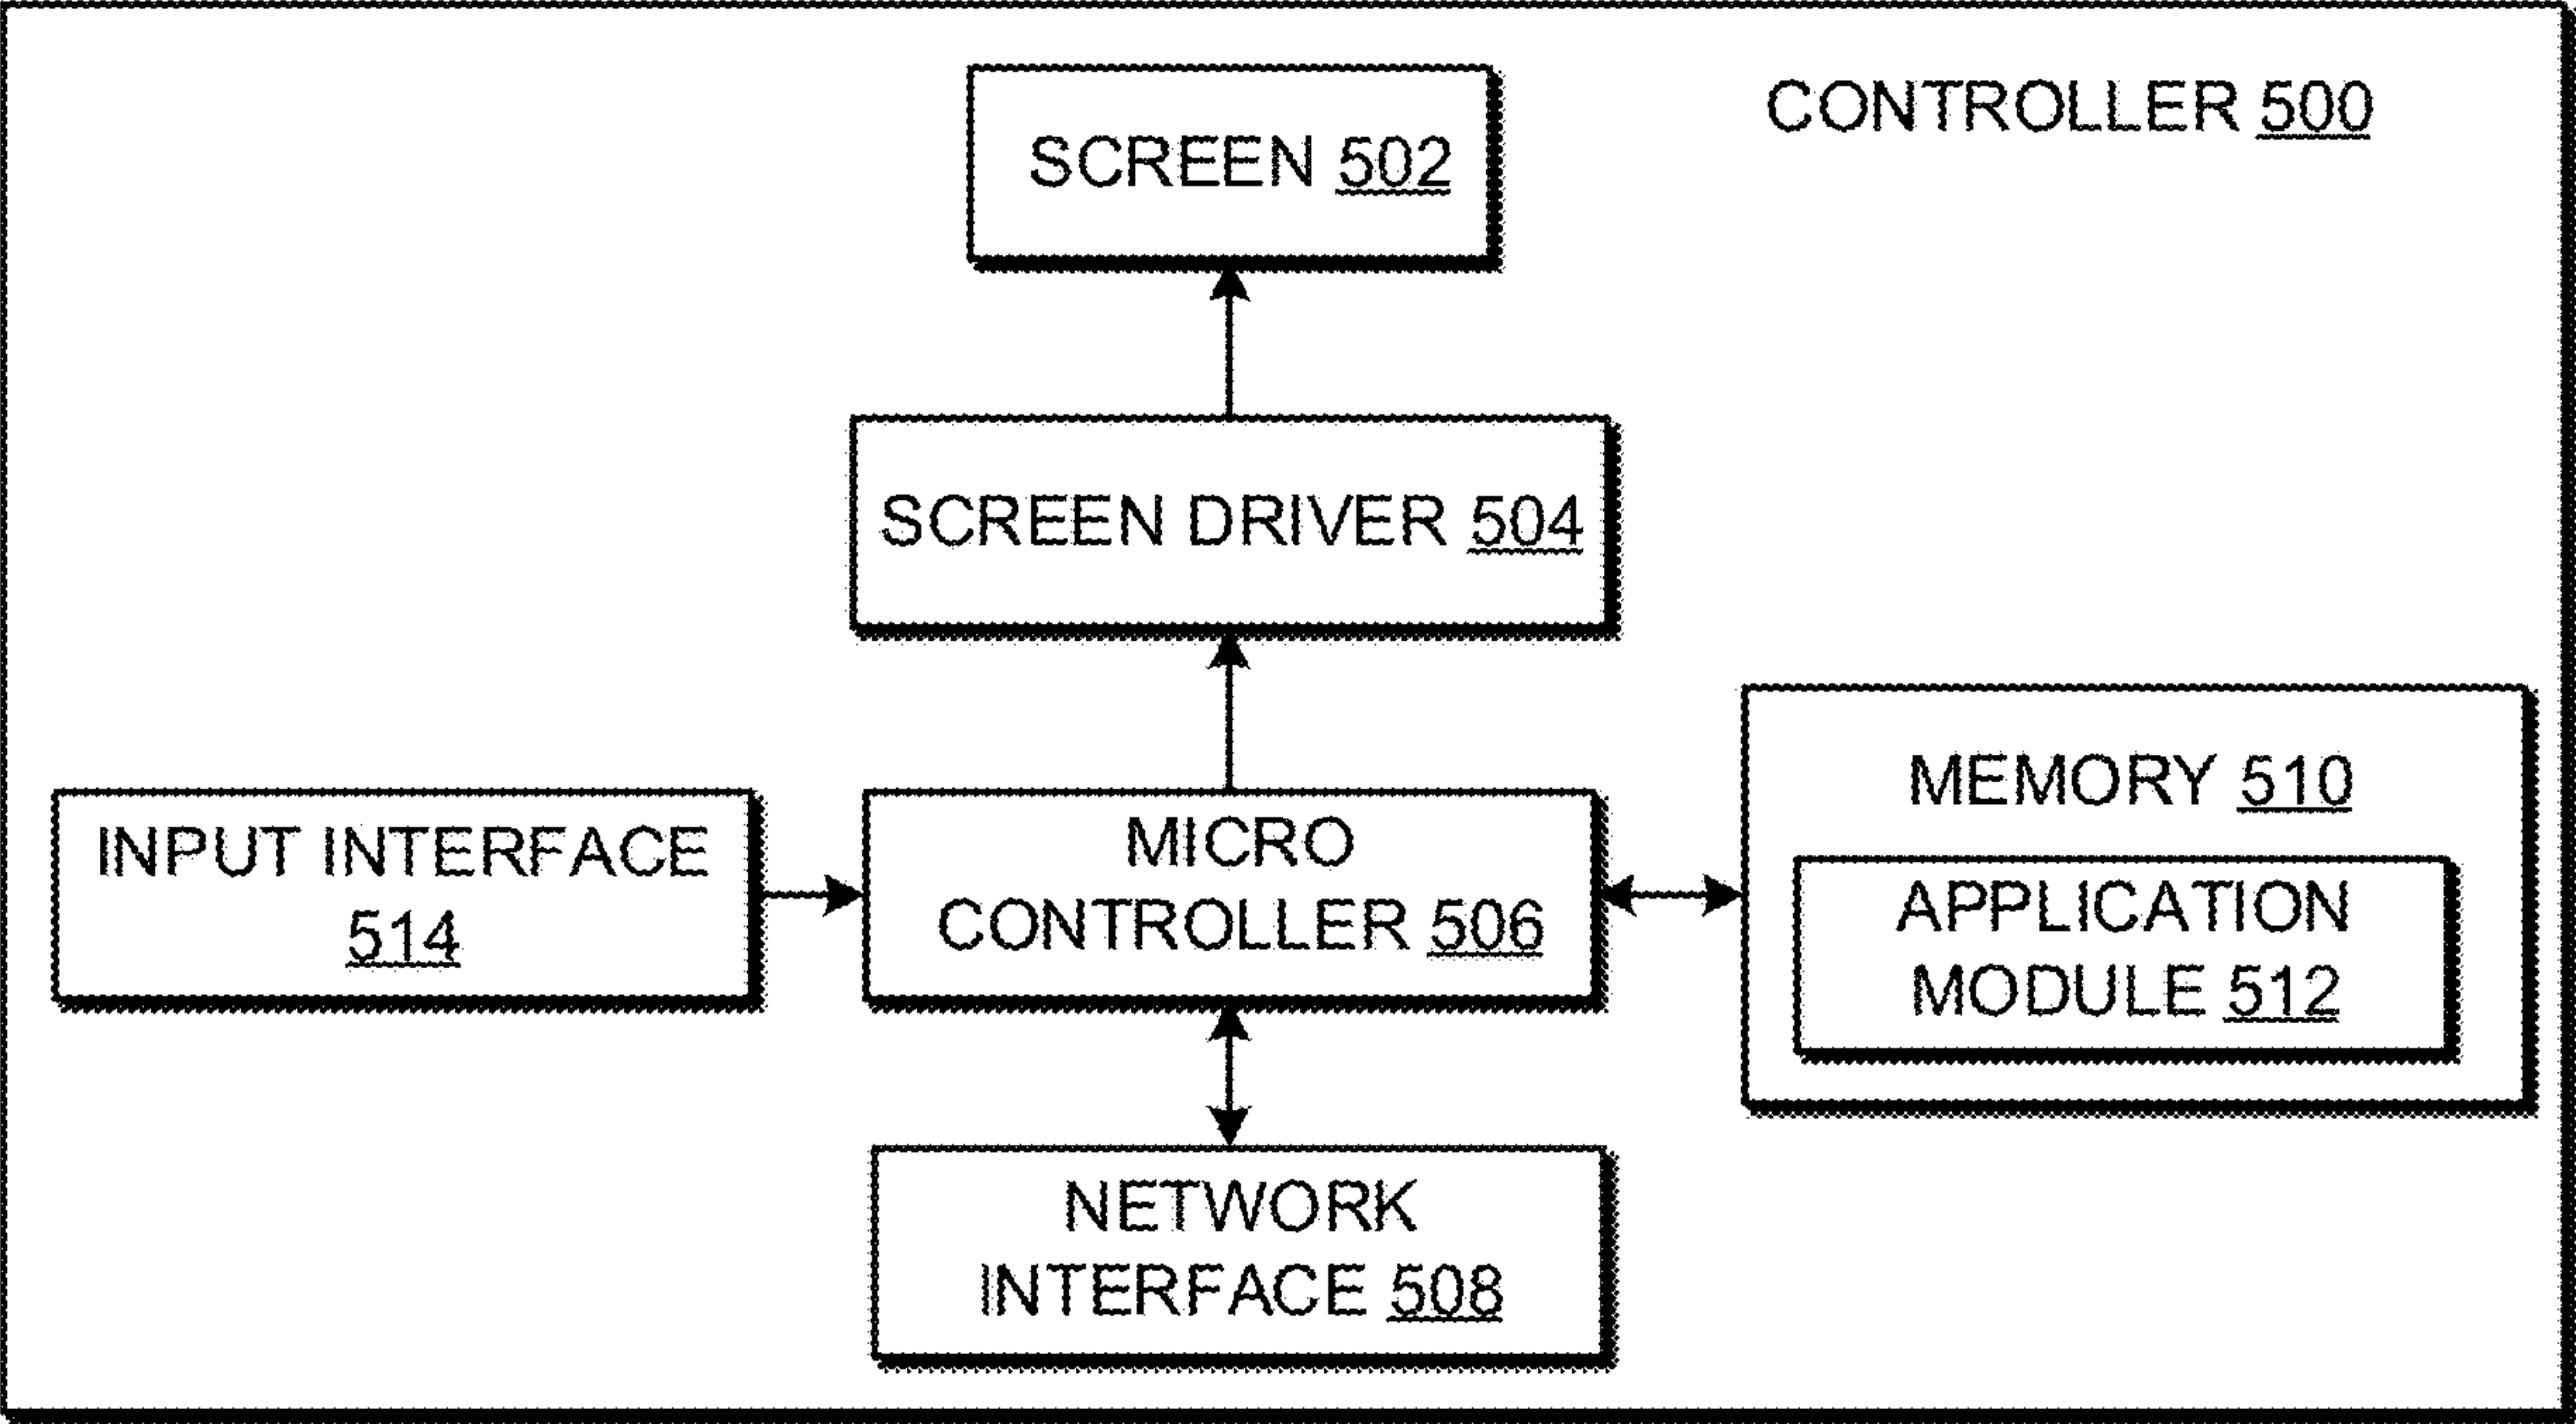 CONTROLLER 500
SCREEN 502
SCREEN DRIVER 504
INPUT INTERFACE
514
MICRO
CONTROLLER 506
MEMORY 510
APPLICATION
MODULE 512
NETWORK
INTERFACE 508